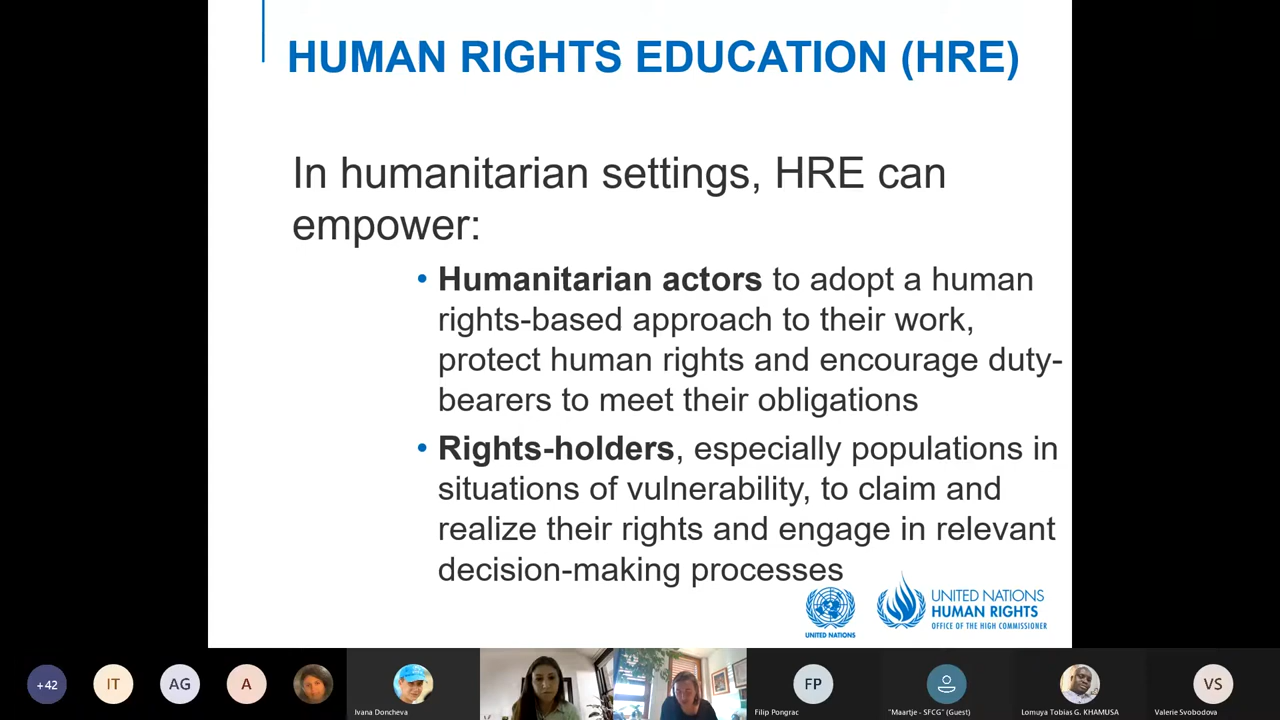 HUMAN RIGHTS EDUCATION (HRE)
In humanitarian settings, HRE can
empower:
• Humanitarian actors to adopt a human
rights-based approach to their work,
protect human rights and encourage duty-
bearers to meet their obligations
• Rights-holders, especially populations in
situations of vulnerability, to claim and
realize their rights and engage in relevant
decision-making processes
UNITED NATIONS
UNITED NATIONS
HUMAN RIGHTS
OFFICE OF THE HIGH COMMISSIONER
+42
IT
AG
A
Ivana Doncheva
FP
Filip Pongrac
"Maartje - SFCG" (Guest)
Lomuya Tobias G. KHAMUSA
VS
Valerie Svobodova